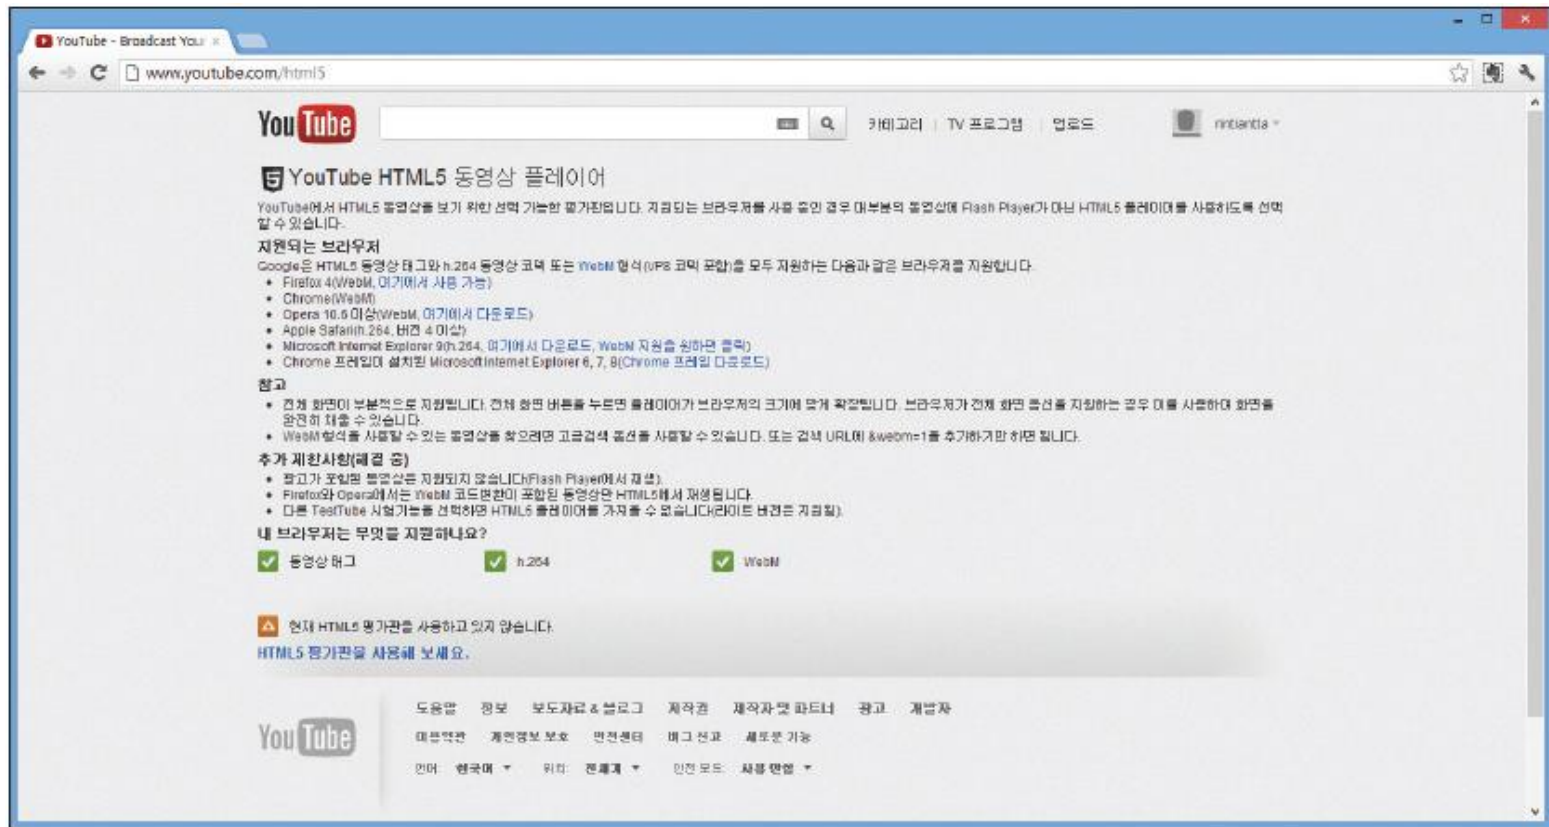 YouTube - Broadcast Your
www.youtube.com/html5
YouTube
카테고리 | TV 프로그램 | 업로드
rintiantta
YouTube HTML5 동영상 플레이어
YouTube에서 HTML5 동영상을 보기 위한 선택 가능한 평가판입니다. 지원되는 브라우저를 사용 중인 경우 대부분의 동영상에 Flash Player가 아닌 HTML5 플레이어를 사용하도록 선택
할 수 있습니다.
지원되는 브라우저
Google은 HTML5 동영상 태그와 h.264 동영상 코덱 또는 WebM 형식(VP8 코덱 포함)을 모두 지원하는 다음과 같은 브라우저를 지원합니다.
• Firefox 4(WebM, 여기에서 사용 가능)
• Chrome(WebM)
• Opera 10.6 이상(WebM, 여기에서 다운로드)
• Apple Safari(h.264, 버전 4 이상)
• Microsoft Internet Explorer 9(h.264, 여기에서 다운로드, WebM 지원을 원하면 클릭)
• Chrome 프레임이 설치된 Microsoft Internet Explorer 6, 7, 8(Chrome 프레임 다운로드)
참고
• 전체 화면이 부분적으로 지원됩니다. 전체 화면 버튼을 누르면 플레이어가 브라우저의 크기에 맞게 확장됩니다. 브라우저가 전체 화면 옵션을 지원하는 경우 이를 사용하여 화면을
완전히 채울 수 있습니다.
• WebM 형식을 사용할 수 있는 동영상을 찾으려면 고급검색 옵션을 사용할 수 있습니다. 또는 검색 URL에 &webm=1을 추가하기만 하면 됩니다.
추가 제한사항(해결 중)
• 광고가 포함된 동영상은 지원되지 않습니다(Flash Player에서 재생).
• Firefox와 Opera에서는 WebM 코드변환이 포함된 동영상만 HTML5에서 재생됩니다.
• 다른 TestTube 시험기능을 선택하면 HTML5 플레이어를 가져올 수 없습니다(라이트 버전은 지원됨).
내 브라우저는 무엇을 지원하나요?
동영상 태그 h.264 WebM
현재 HTML5 평가판을 사용하고 있지 않습니다.
HTML5 평가판을 사용해 보세요.
YouTube
도움말 정보 보도자료 & 블로그 저작권 제작자 및 파트너 광고 개발자
이용약관 개인정보 보호 안전센터 버그 신고 새로운 기능
언어: 한국어 위치: 전세계 안전 모드: 사용 안함